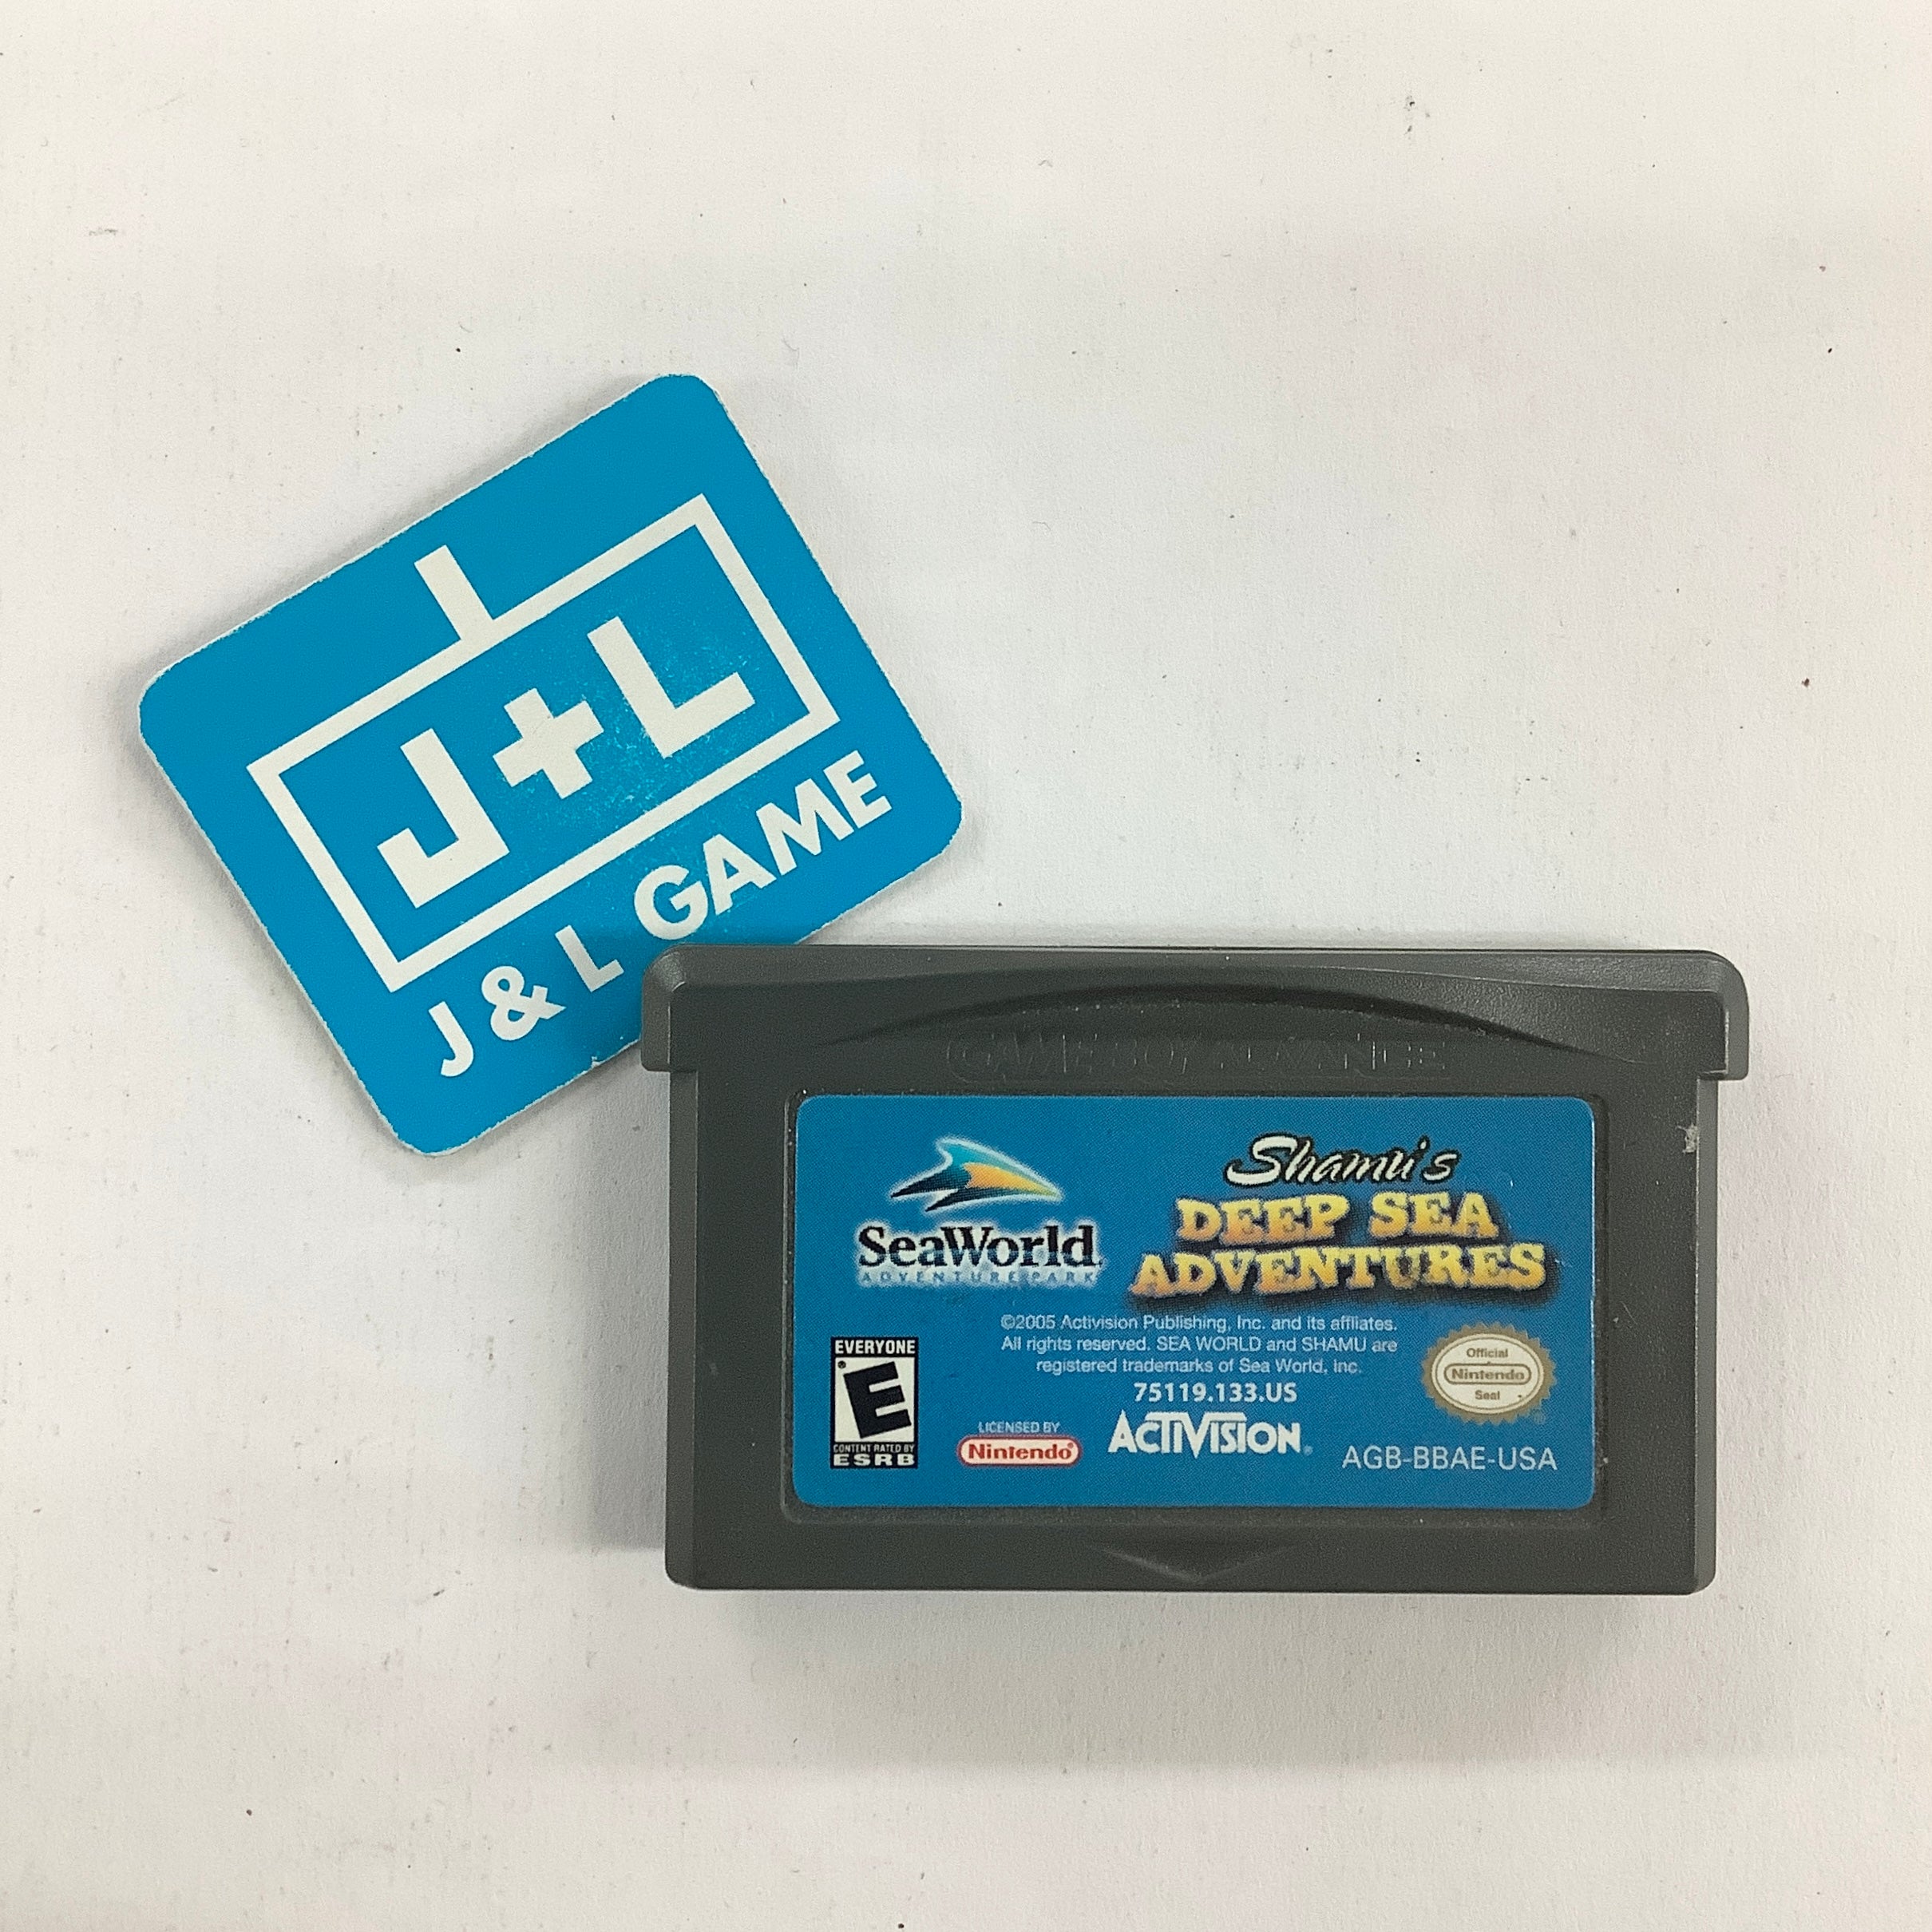 J+L
J & L GAME
GAME BOY ADVANCE
SeaWorld
ADVENTURE PARK
Shamu's
DEEP SEA
ADVENTURES
©2005 Activision Publishing, Inc. and its affliates.
All rights reserved. SEA WORLD and SHAMU are
registered trademarks of Sea World, inc.
75119.133.US
EVERYONE
E
CONTENT RATED BY
ESRB
LICENSED BY
Nintendo®
ACTIVISION®
Official
Nintendo
Seal
AGB-BBAE-USA